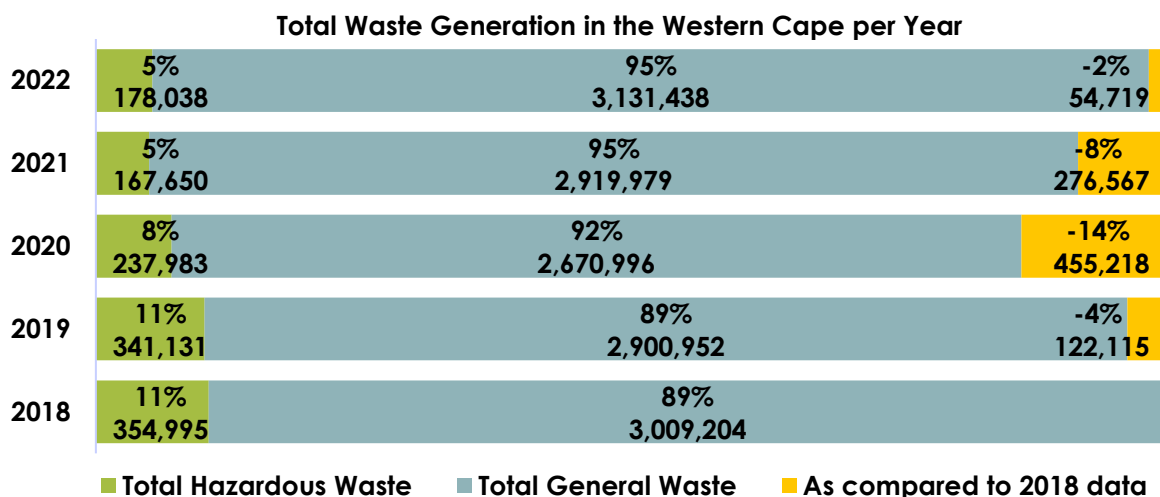 Total Waste Generation in the Western Cape per Year
2022
5% 95% -2%
178,038 3,131,438 54,719
2021
5% 95% -8%
167,650 2,919,979 276,567
2020
8% 92% -14%
237,983 2,670,996 455,218
2019
11% 89% -4%
341,131 2,900,952 122,115
2018
11% 89%
354,995 3,009,204
Total Hazardous Waste Total General Waste As compared to 2018 data